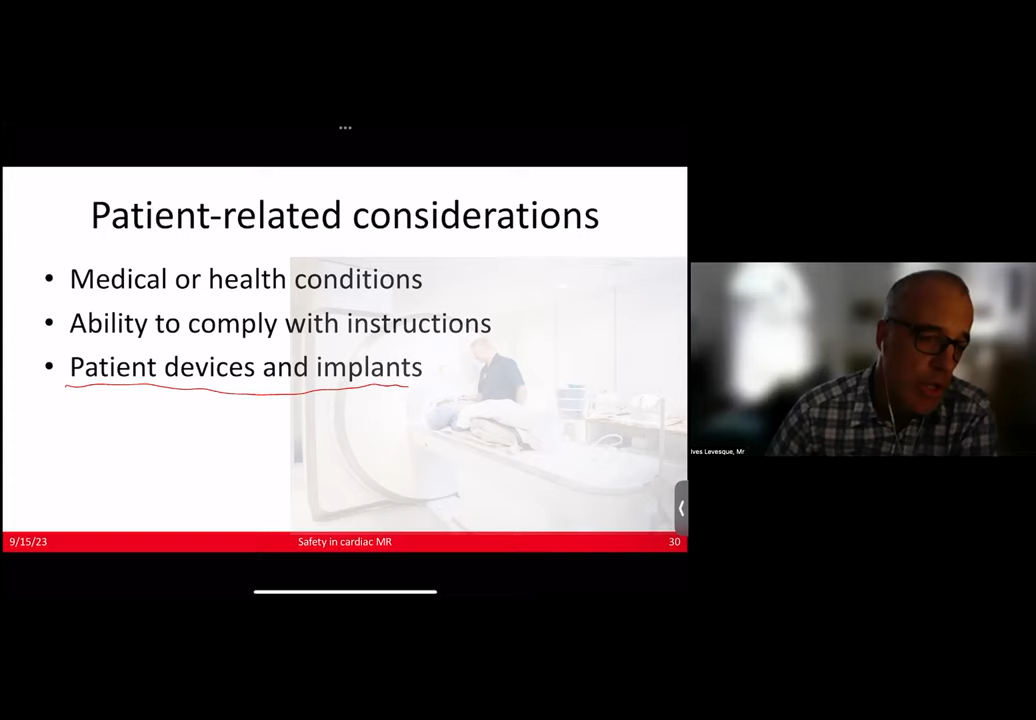 Patient-related considerations
• Medical or health conditions
• Ability to comply with instructions
• Patient devices and implants
Ives Levesque, Mr
9/15/23 Safety in cardiac MR 30